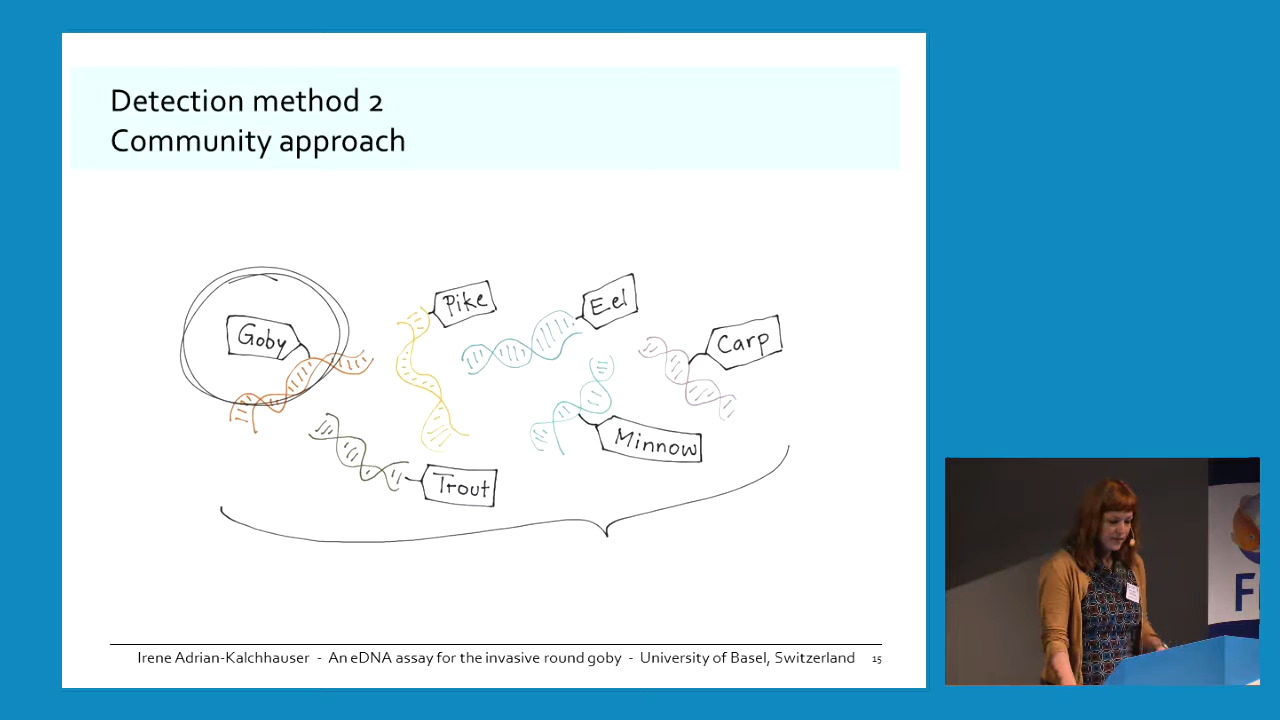 Detection method 2
Community approach
Goby
Pike
Eel
Carp
Minnow
Trout
Irene Adrian-Kalchhauser - An eDNA assay for the invasive round goby - University of Basel, Switzerland 15